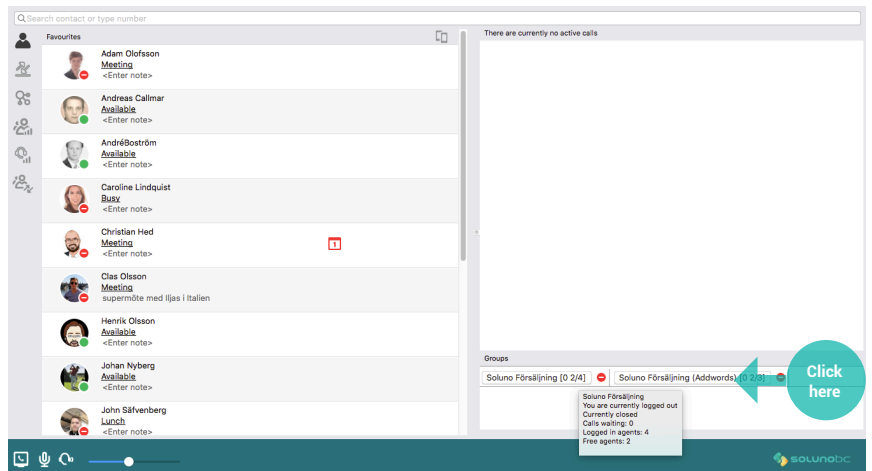 Search contact or type number
Favourites
Adam Olofsson
Meeting
<Enter note>
Andreas Callmar
Available
<Enter note>
AndréBoström
Available
<Enter note>
Caroline Lindquist
Busy
<Enter note>
Christian Hed
Meeting
<Enter note>
1
Clas Olsson
Meeting
supermöte med Iljas i Italien
Henrik Olsson
Available
<Enter note>
Johan Nyberg
Available
<Enter note>
John Säfvenberg
Lunch
<Enter note>
There are currently no active calls
Groups
Soluno Försäljning [0 2/4]
Soluno Försäljning (Addwords) [0 2/3]
Click
here
Soluno Försäljning
You are currently logged out
Currently closed
Calls waiting: 0
Logged in agents: 4
Free agents: 2
solunobc